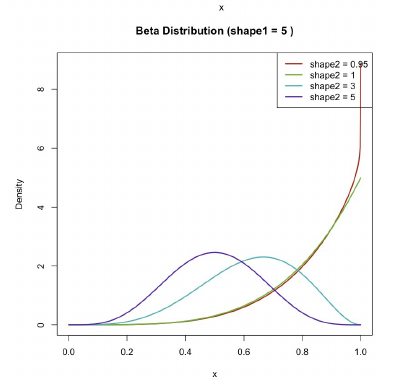 x
Beta Distribution (shape1 = 5 )
shape2 = 0.95
shape2 = 1
shape2 = 3
shape2 = 5
8
6
4
2
0
Density
0.0 0.2 0.4 0.6 0.8 1.0
x